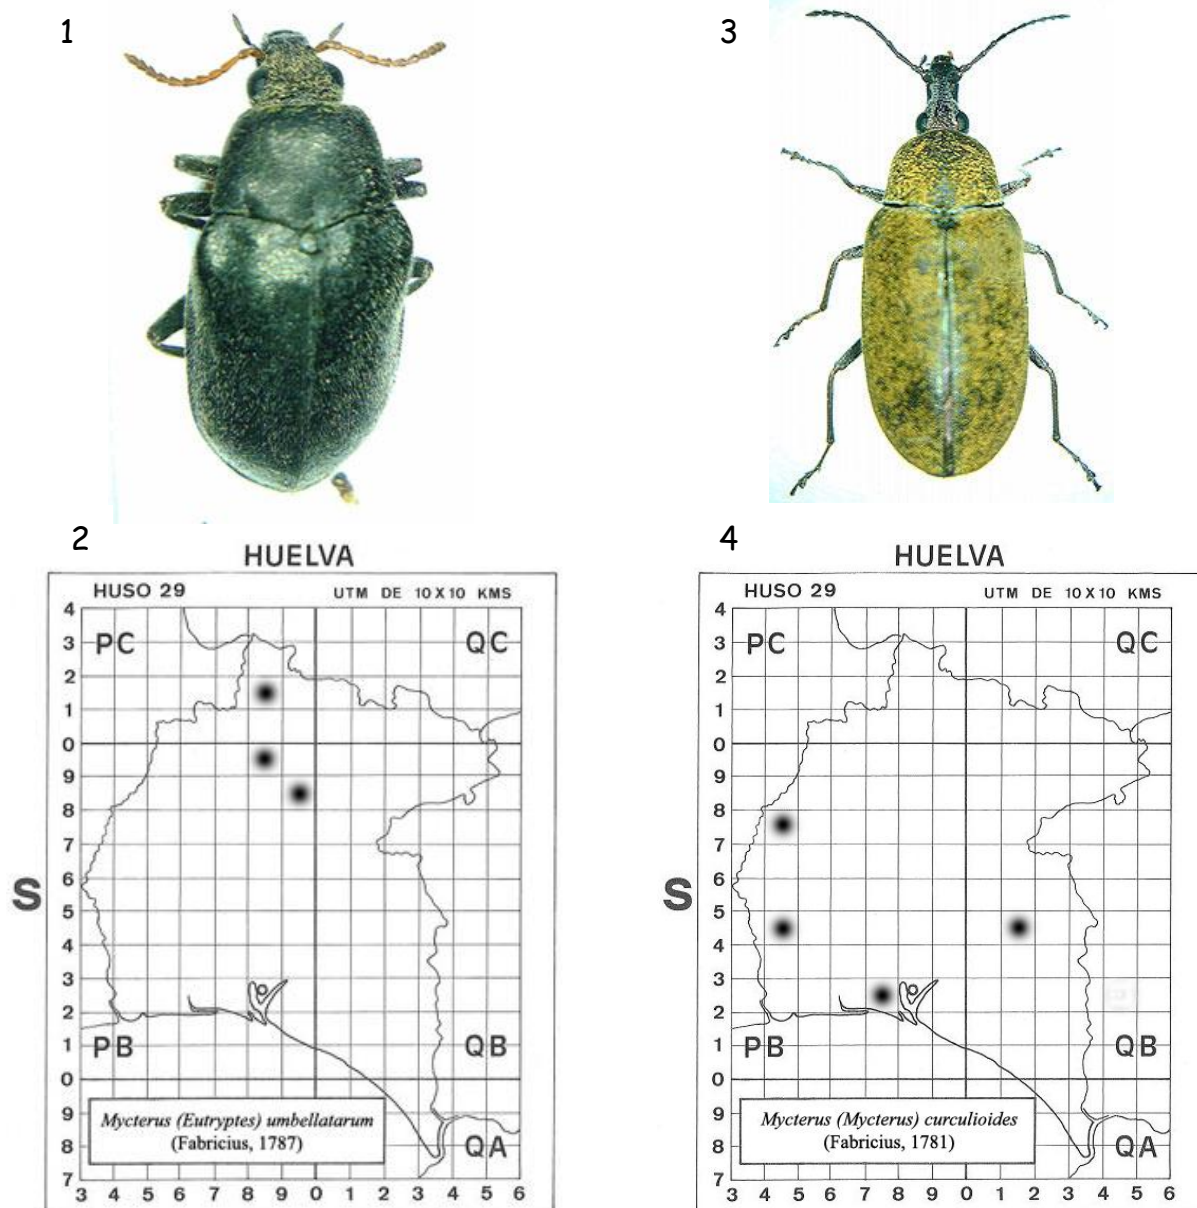 1
3
2
HUELVA
HUSO 29 UTM DE 10 X 10 KMS
4
PC QC
3
2
1
0
9
8
7
6
S
5
4
3
2
1
PB QB
0
9
8
QA
7
Mycterus (Eutryptes) umbellatarum
(Fabricius, 1787)
3 4 5 6 7 8 9 0 1 2 3 4 5 6
4
HUELVA
HUSO 29 UTM DE 10 X 10 KMS
4
PC QC
3
2
1
0
9
8
7
6
S
5
4
3
2
1
PB QB
0
9
8
QA
7
Mycterus (Mycterus) curculioides
(Fabricius, 1781)
3 4 5 6 7 8 9 0 1 2 3 4 5 6